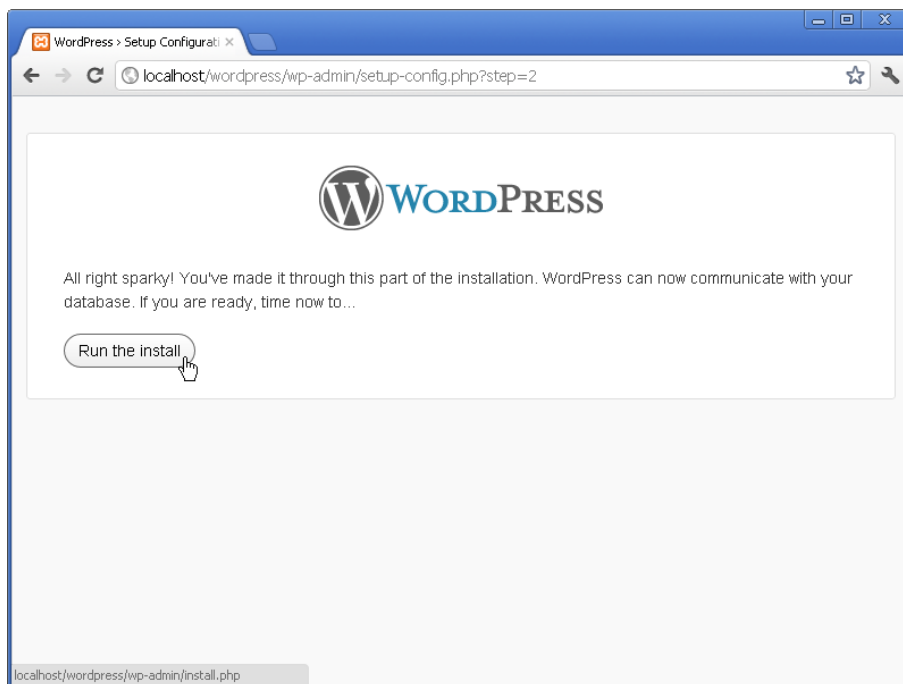 WordPress › Setup Configurati
localhost/wordpress/wp-admin/setup-config.php?step=2
WORDPRESS
All right sparky! You've made it through this part of the installation. WordPress can now communicate with your
database. If you are ready, time now to…
Run the install
localhost/wordpress/wp-admin/install.php